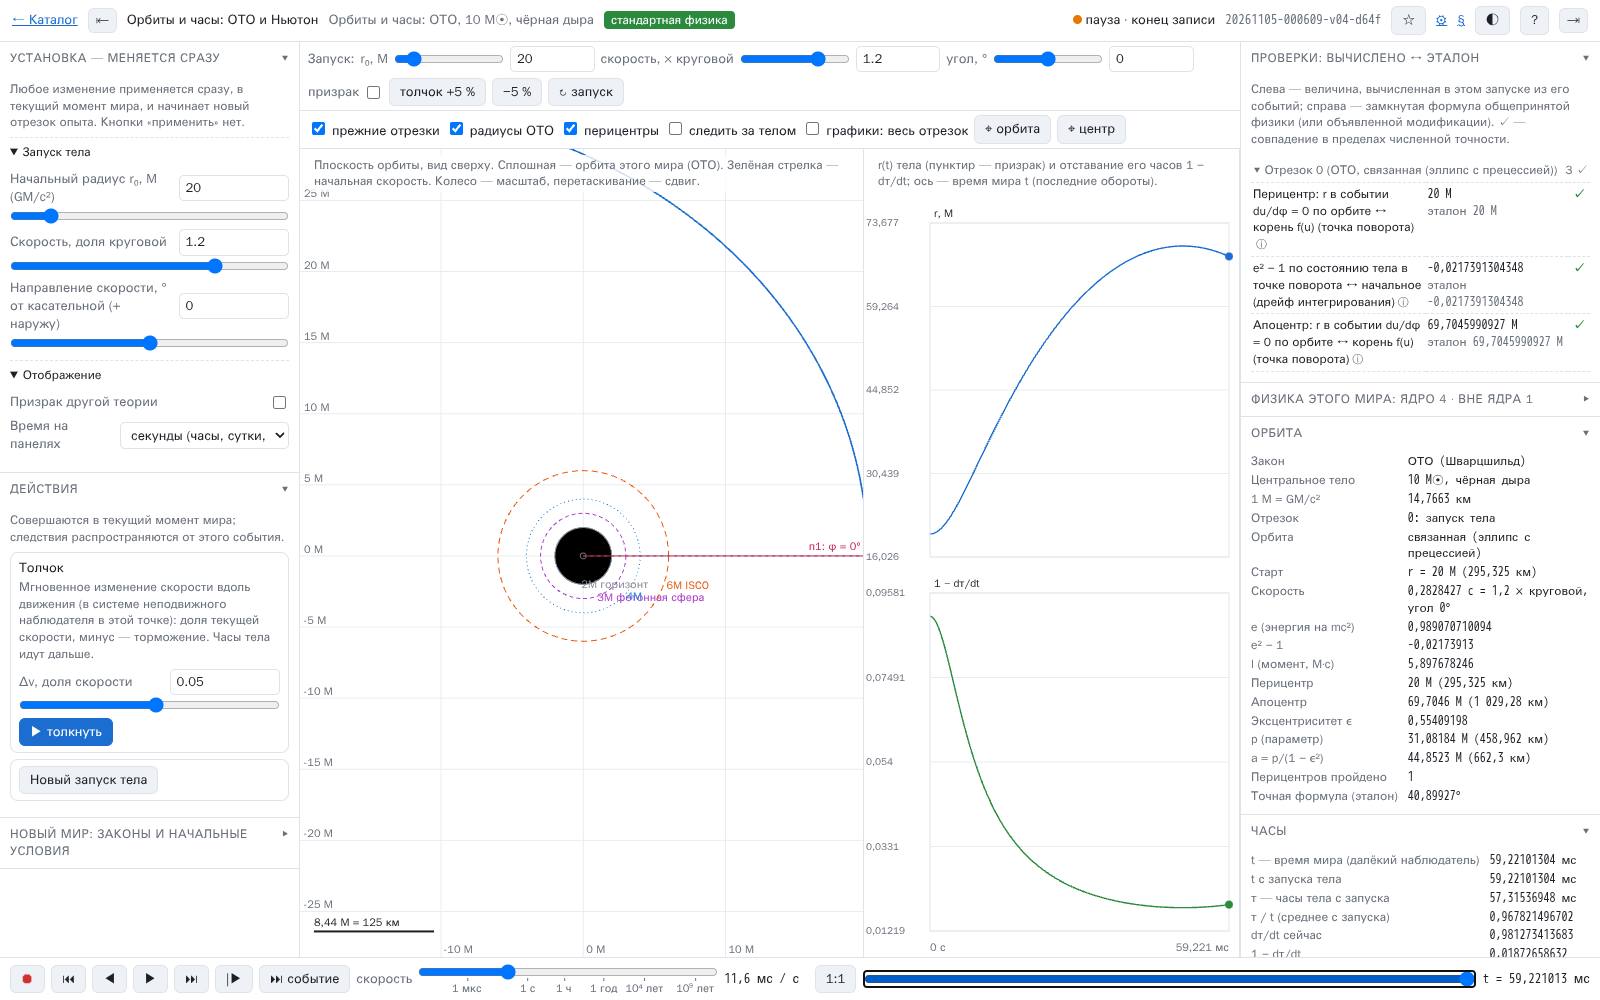 ← Каталог
Орбиты и часы: ОТО и Ньютон
Орбиты и часы: ОТО, 10 M☉, чёрная дыра
стандартная физика
пауза · конец записи
20261105-000609-v04-d64f
УСТАНОВКА — МЕНЯЕТСЯ СРАЗУ
Любое изменение применяется сразу, в
текущий момент мира, и начинает новый
отрезок опыта. Кнопки «применить» нет.
Запуск тела
Начальный радиус r₀, M
(GM/c²)
20
Скорость, доля круговой
1.2
Направление скорости, °
от касательной (+
наружу)
0
Отображение
Призрак другой теории
Время на
панелях
секунды (часы, сутки,
ДЕЙСТВИЯ
Совершаются в текущий момент мира;
следствия распространяются от этого события.
Толчок
Мгновенное изменение скорости вдоль
движения (в системе неподвижного
наблюдателя в этой точке): доля текущей
скорости, минус — торможение. Часы тела
идут дальше.
Δv, доля скорости
0.05
▶ толкнуть
Новый запуск тела
НОВЫЙ МИР: ЗАКОНЫ И НАЧАЛЬНЫЕ
УСЛОВИЯ
Запуск: r₀, M
20
скорость, × круговой
1.2
угол, °
0
призрак
толчок +5 %
−5 %
↻ запуск
прежние отрезки
радиусы ОТО
перицентры
следить за телом
графики: весь отрезок
⌖ орбита
⌖ центр
Плоскость орбиты, вид сверху. Сплошная — орбита этого мира (ОТО). Зелёная стрелка —
начальная скорость. Колесо — масштаб, перетаскивание — сдвиг.
25 M
20 M
15 M
10 M
5 M
0 M
-5 M
-10 M
-15 M
-20 M
-25 M
п1: φ = 0°
2M горизонт
6M ISCO
3M фотонная сфера
4M
8,44 M = 125 км
-10 M
0 M
10 M
r(t) тела (пунктир — призрак) и отставание его часов 1 −
dτ/dt; ось — время мира t (последние обороты).
r, M
73,677
59,264
44,852
30,439
16,026
1 − dτ/dt
0,09581
0,07491
0,054
0,0331
0,01219
0 с
59,221 мс
ПРОВЕРКИ: ВЫЧИСЛЕНО ↔ ЭТАЛОН
Слева — величина, вычисленная в этом запуске из его
событий; справа — замкнутая формула общепринятой
физики (или объявленной модификации). ✓ —
совпадение в пределах численной точности.
Отрезок 0 (ОТО, связанная (эллипс с прецессией)) 3 ✓
Перицентр: r в событии
du/dφ = 0 по орбите ↔
корень f(u) (точка поворота)
ⓘ
20 M
эталон 20 M
✓
e² − 1 по состоянию тела в
точке поворота ↔ начальное
(дрейф интегрирования) ⓘ
-0,0217391304348
эталон
-0,0217391304348
✓
Апоцентр: r в событии du/dφ
= 0 по орбите ↔ корень f(u)
(точка поворота) ⓘ
69,7045990927 M
эталон 69,7045990927 M
✓
ФИЗИКА ЭТОГО МИРА: ЯДРО 4 · ВНЕ ЯДРА 1
ОРБИТА
Закон ОТО (Шварцшильд)
Центральное тело 10 M☉, чёрная дыра
1 M = GM/c² 14,7663 км
Отрезок 0: запуск тела
Орбита связанная (эллипс с
прецессией)
Старт r = 20 M (295,325 км)
Скорость 0,2828427 c = 1,2 × круговой,
угол 0°
e (энергия на mc²) 0,989070710094
e² − 1 -0,02173913
l (момент, M·c) 5,897678246
Перицентр 20 M (295,325 км)
Апоцентр 69,7046 M (1 029,28 км)
Эксцентриситет ϵ 0,55409198
p (параметр) 31,08184 M (458,962 км)
a = p/(1 − ϵ²) 44,8523 M (662,3 км)
Перицентров пройдено 1
Точная формула (эталон) 40,89927°
ЧАСЫ
t — время мира (далёкий наблюдатель) 59,22101304 мс
t с запуска тела 59,22101304 мс
τ — часы тела с запуска 57,31536948 мс
τ / t (среднее с запуска) 0,967821496702
dτ/dt сейчас 0,981273413683
1 − dτ/dt 0,01872658632
⏭ событие
скорость
1 мкс
1 с
1 ч
1 год
10⁴ лет
10⁹ лет
11,6 мс / с
1:1
t = 59,221013 мс